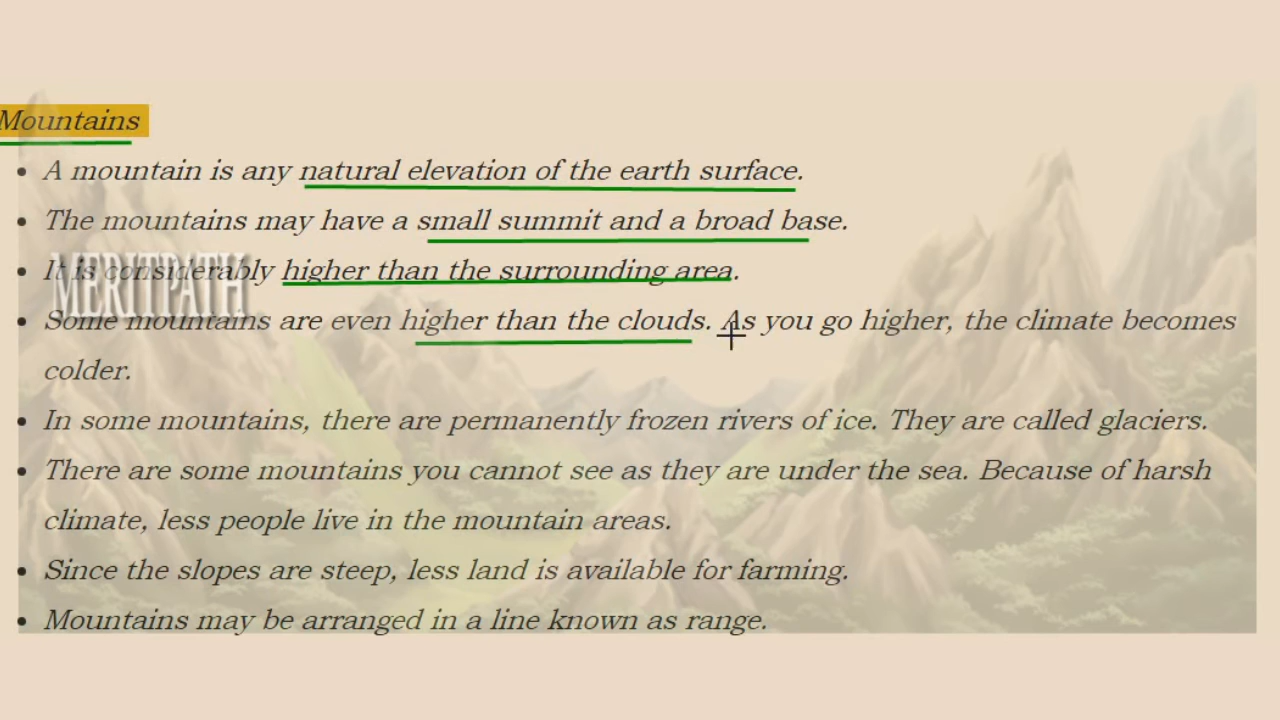 Mountains
• A mountain is any natural elevation of the earth surface.
• The mountains may have a small summit and a broad base.
• It is considerably higher than the surrounding area.
MERITPATH
• Some mountains are even higher than the clouds. As you go higher, the climate becomes
colder.
• In some mountains, there are permanently frozen rivers of ice. They are called glaciers.
• There are some mountains you cannot see as they are under the sea. Because of harsh
climate, less people live in the mountain areas.
• Since the slopes are steep, less land is available for farming.
• Mountains may be arranged in a line known as range.